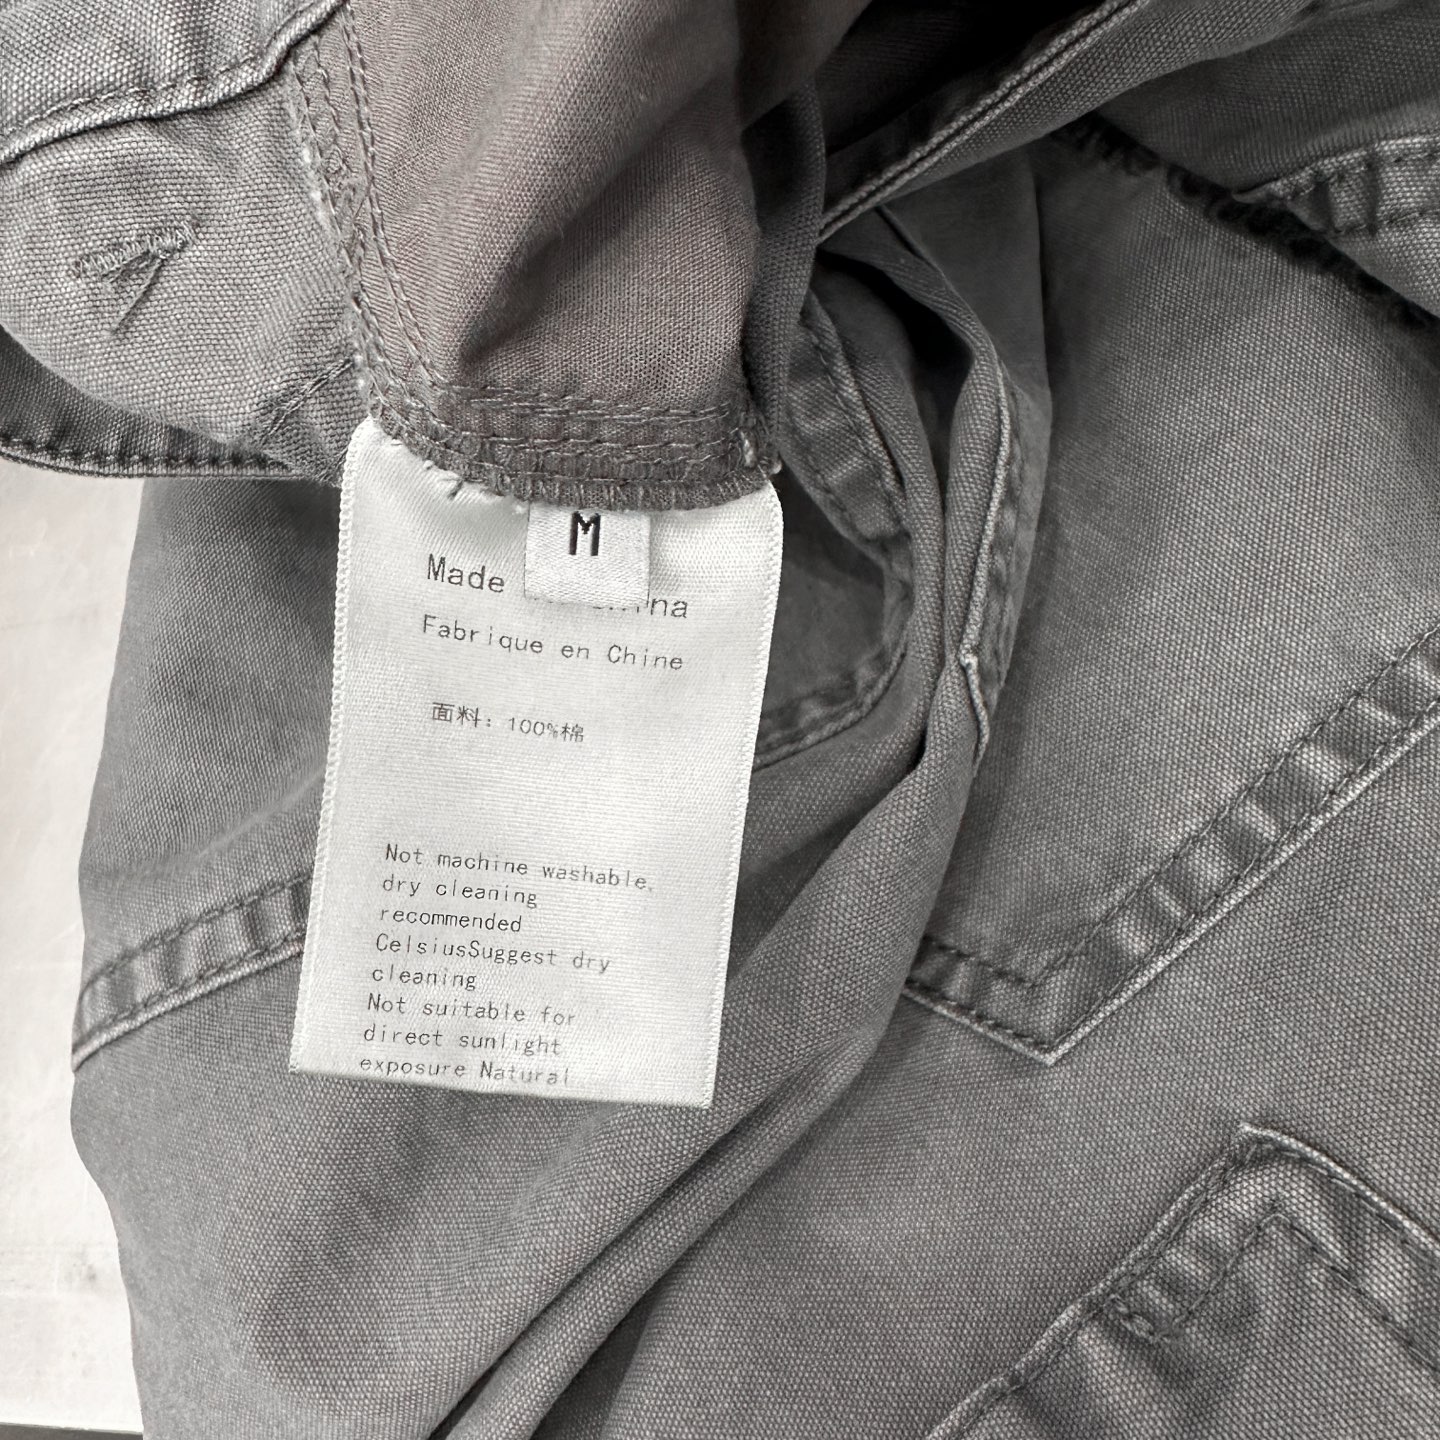 M
Made na
Fabrique en Chine
面料: 100%棉
Not machine washable,
dry cleaning
recommended
CelsiusSuggest dry
cleaning
Not suitable for
direct sunlight
exposure Natural